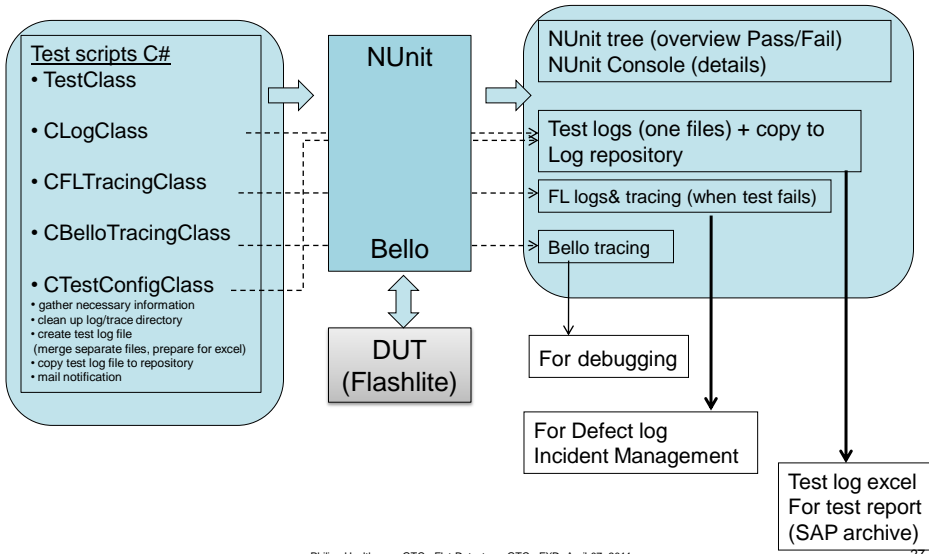 Test scripts C#
• TestClass
• CLogClass
• CFLTracingClass
• CBelloTracingClass
• CTestConfigClass
• gather necessary information
• clean up log/trace directory
• create test log file
(merge separate files, prepare for excel)
• copy test log file to repository
• mail notification
NUnit
Bello
DUT
(Flashlite)
NUnit tree (overview Pass/Fail)
NUnit Console (details)
Test logs (one files) + copy to
Log repository
FL logs& tracing (when test fails)
Bello tracing
For debugging
For Defect log
Incident Management
Test log excel
For test report
(SAP archive)